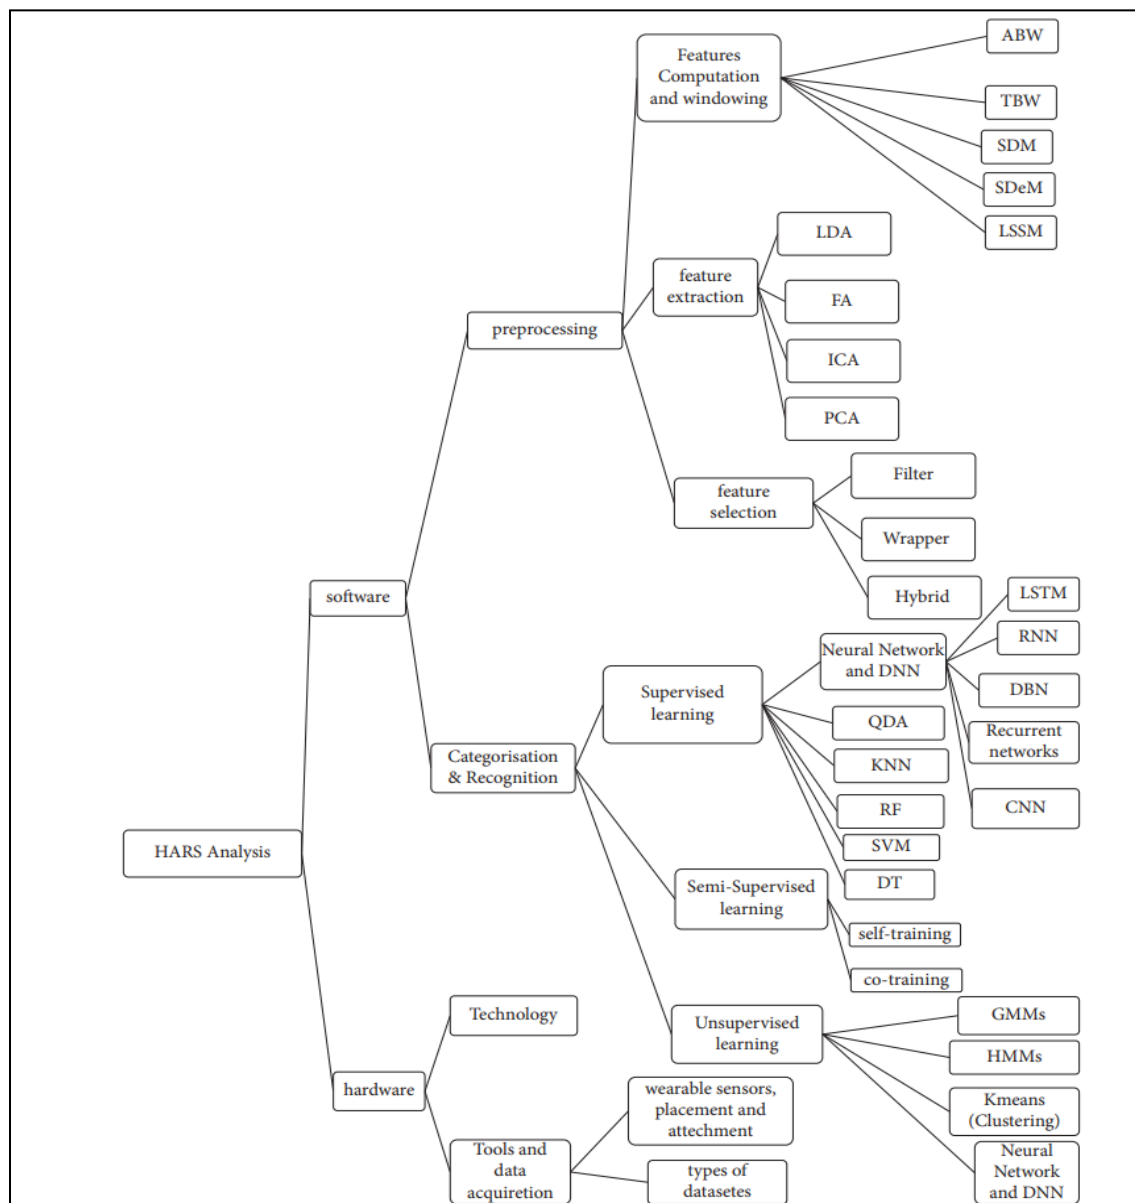 Features
Computation
and windowing
ABW
TBW
SDM
SDeM
LSSM
feature
extraction
LDA
FA
ICA
PCA
preprocessing
feature
selection
Filter
Wrapper
Hybrid
software
Categorisation
& Recognition
Supervised
learning
Neural Network
and DNN
LSTM
RNN
DBN
Recurrent
networks
CNN
QDA
KNN
RF
SVM
DT
HARS Analysis
Semi-Supervised
learning
self-training
co-training
Unsupervised
learning
GMMs
HMMs
Kmeans
(Clustering)
Neural
Network
and DNN
hardware
Technology
Tools and
data
acquiretion
wearable sensors,
placement and
attechment
types of
datasetes